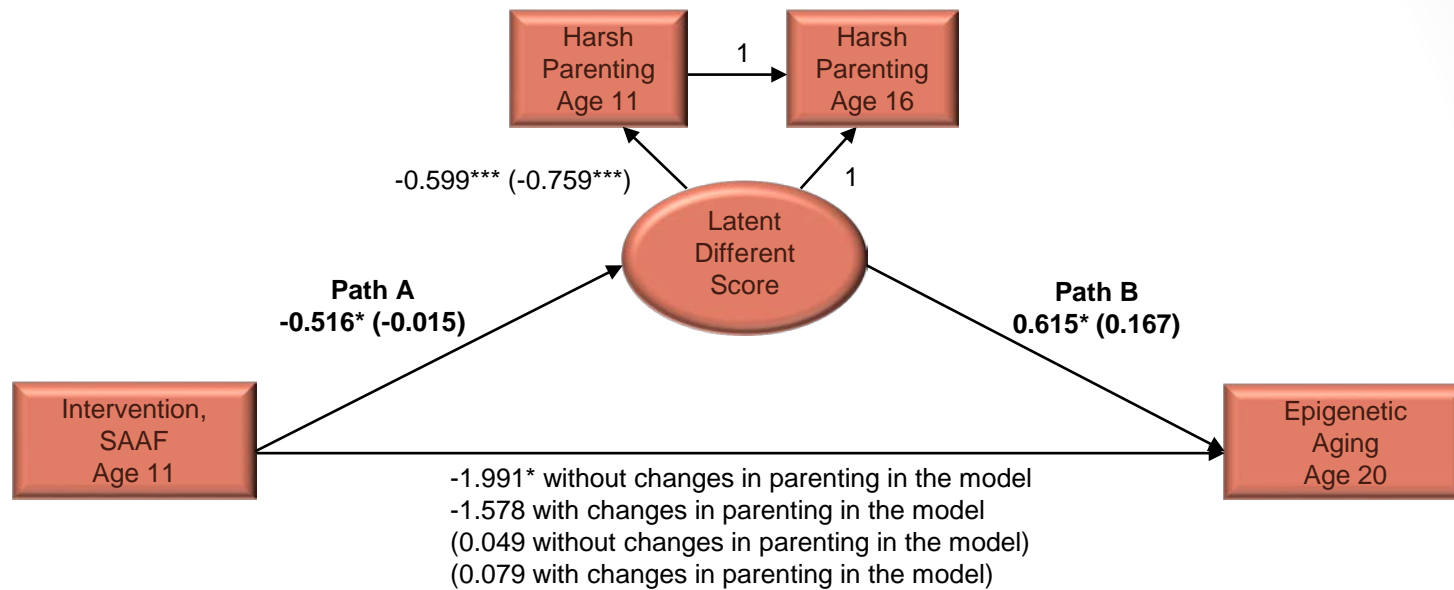 Harsh
Parenting
Age 11
1
Harsh
Parenting
Age 16
-0.599*** (-0.759***)
1
Latent
Different
Score
Path A
-0.516* (-0.015)
Path B
0.615* (0.167)
Intervention,
SAAF
Age 11
Epigenetic
Aging
Age 20
-1.991* without changes in parenting in the model
-1.578 with changes in parenting in the model
(0.049 without changes in parenting in the model)
(0.079 with changes in parenting in the model)